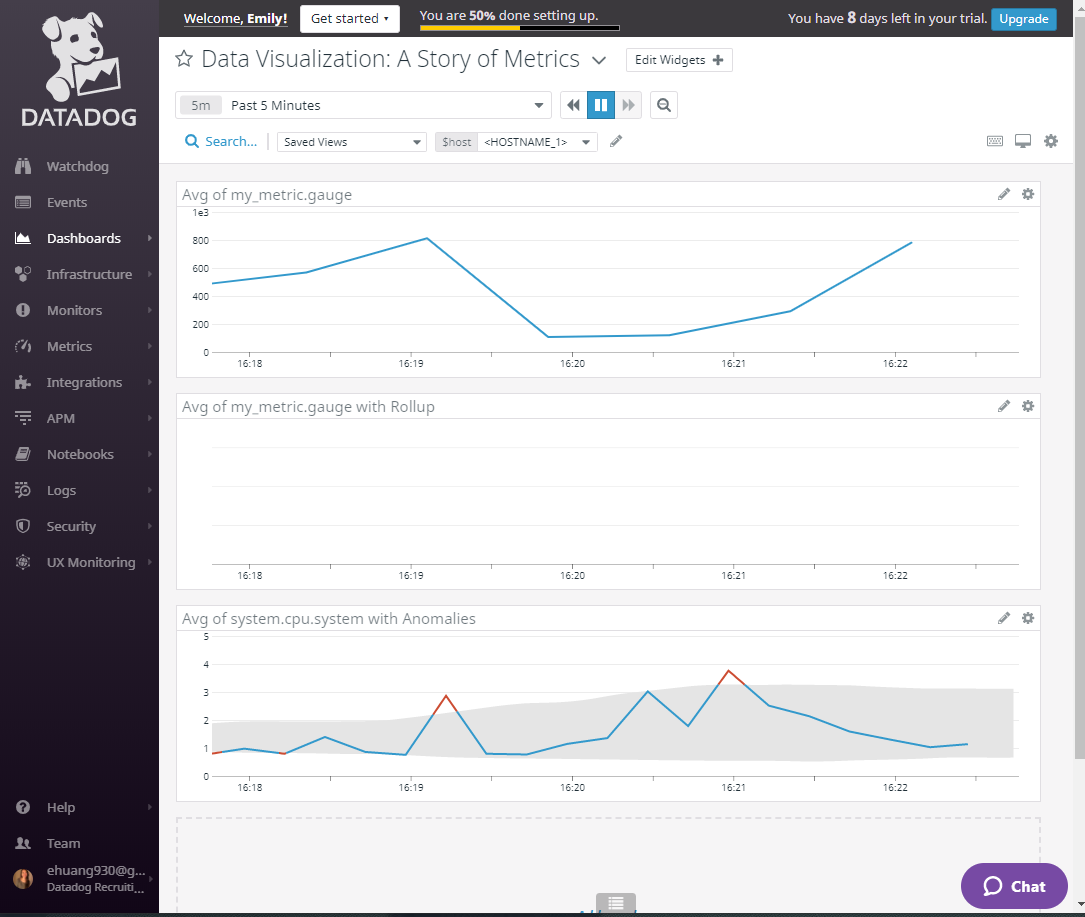 Welcome, Emily!
Get started
You are 50% done setting up.
You have 8 days left in your trial.
Upgrade
DATADOG
Watchdog
Events
Dashboards
Infrastructure
Monitors
Metrics
Integrations
APM
Notebooks
Logs
Security
UX Monitoring
Help
Team
ehuang930@g...
Datadog Recruiti...
Data Visualization: A Story of Metrics
Edit Widgets +
5m Past 5 Minutes
Search...
Saved Views
$host <HOSTNAME_1>
Avg of my_metric.gauge
1e3
800
600
400
200
0
16:18 16:19 16:20 16:21 16:22
Avg of my_metric.gauge with Rollup
16:18 16:19 16:20 16:21 16:22
Avg of system.cpu.system with Anomalies
5
4
3
2
1
0
16:18 16:19 16:20 16:21 16:22
Chat